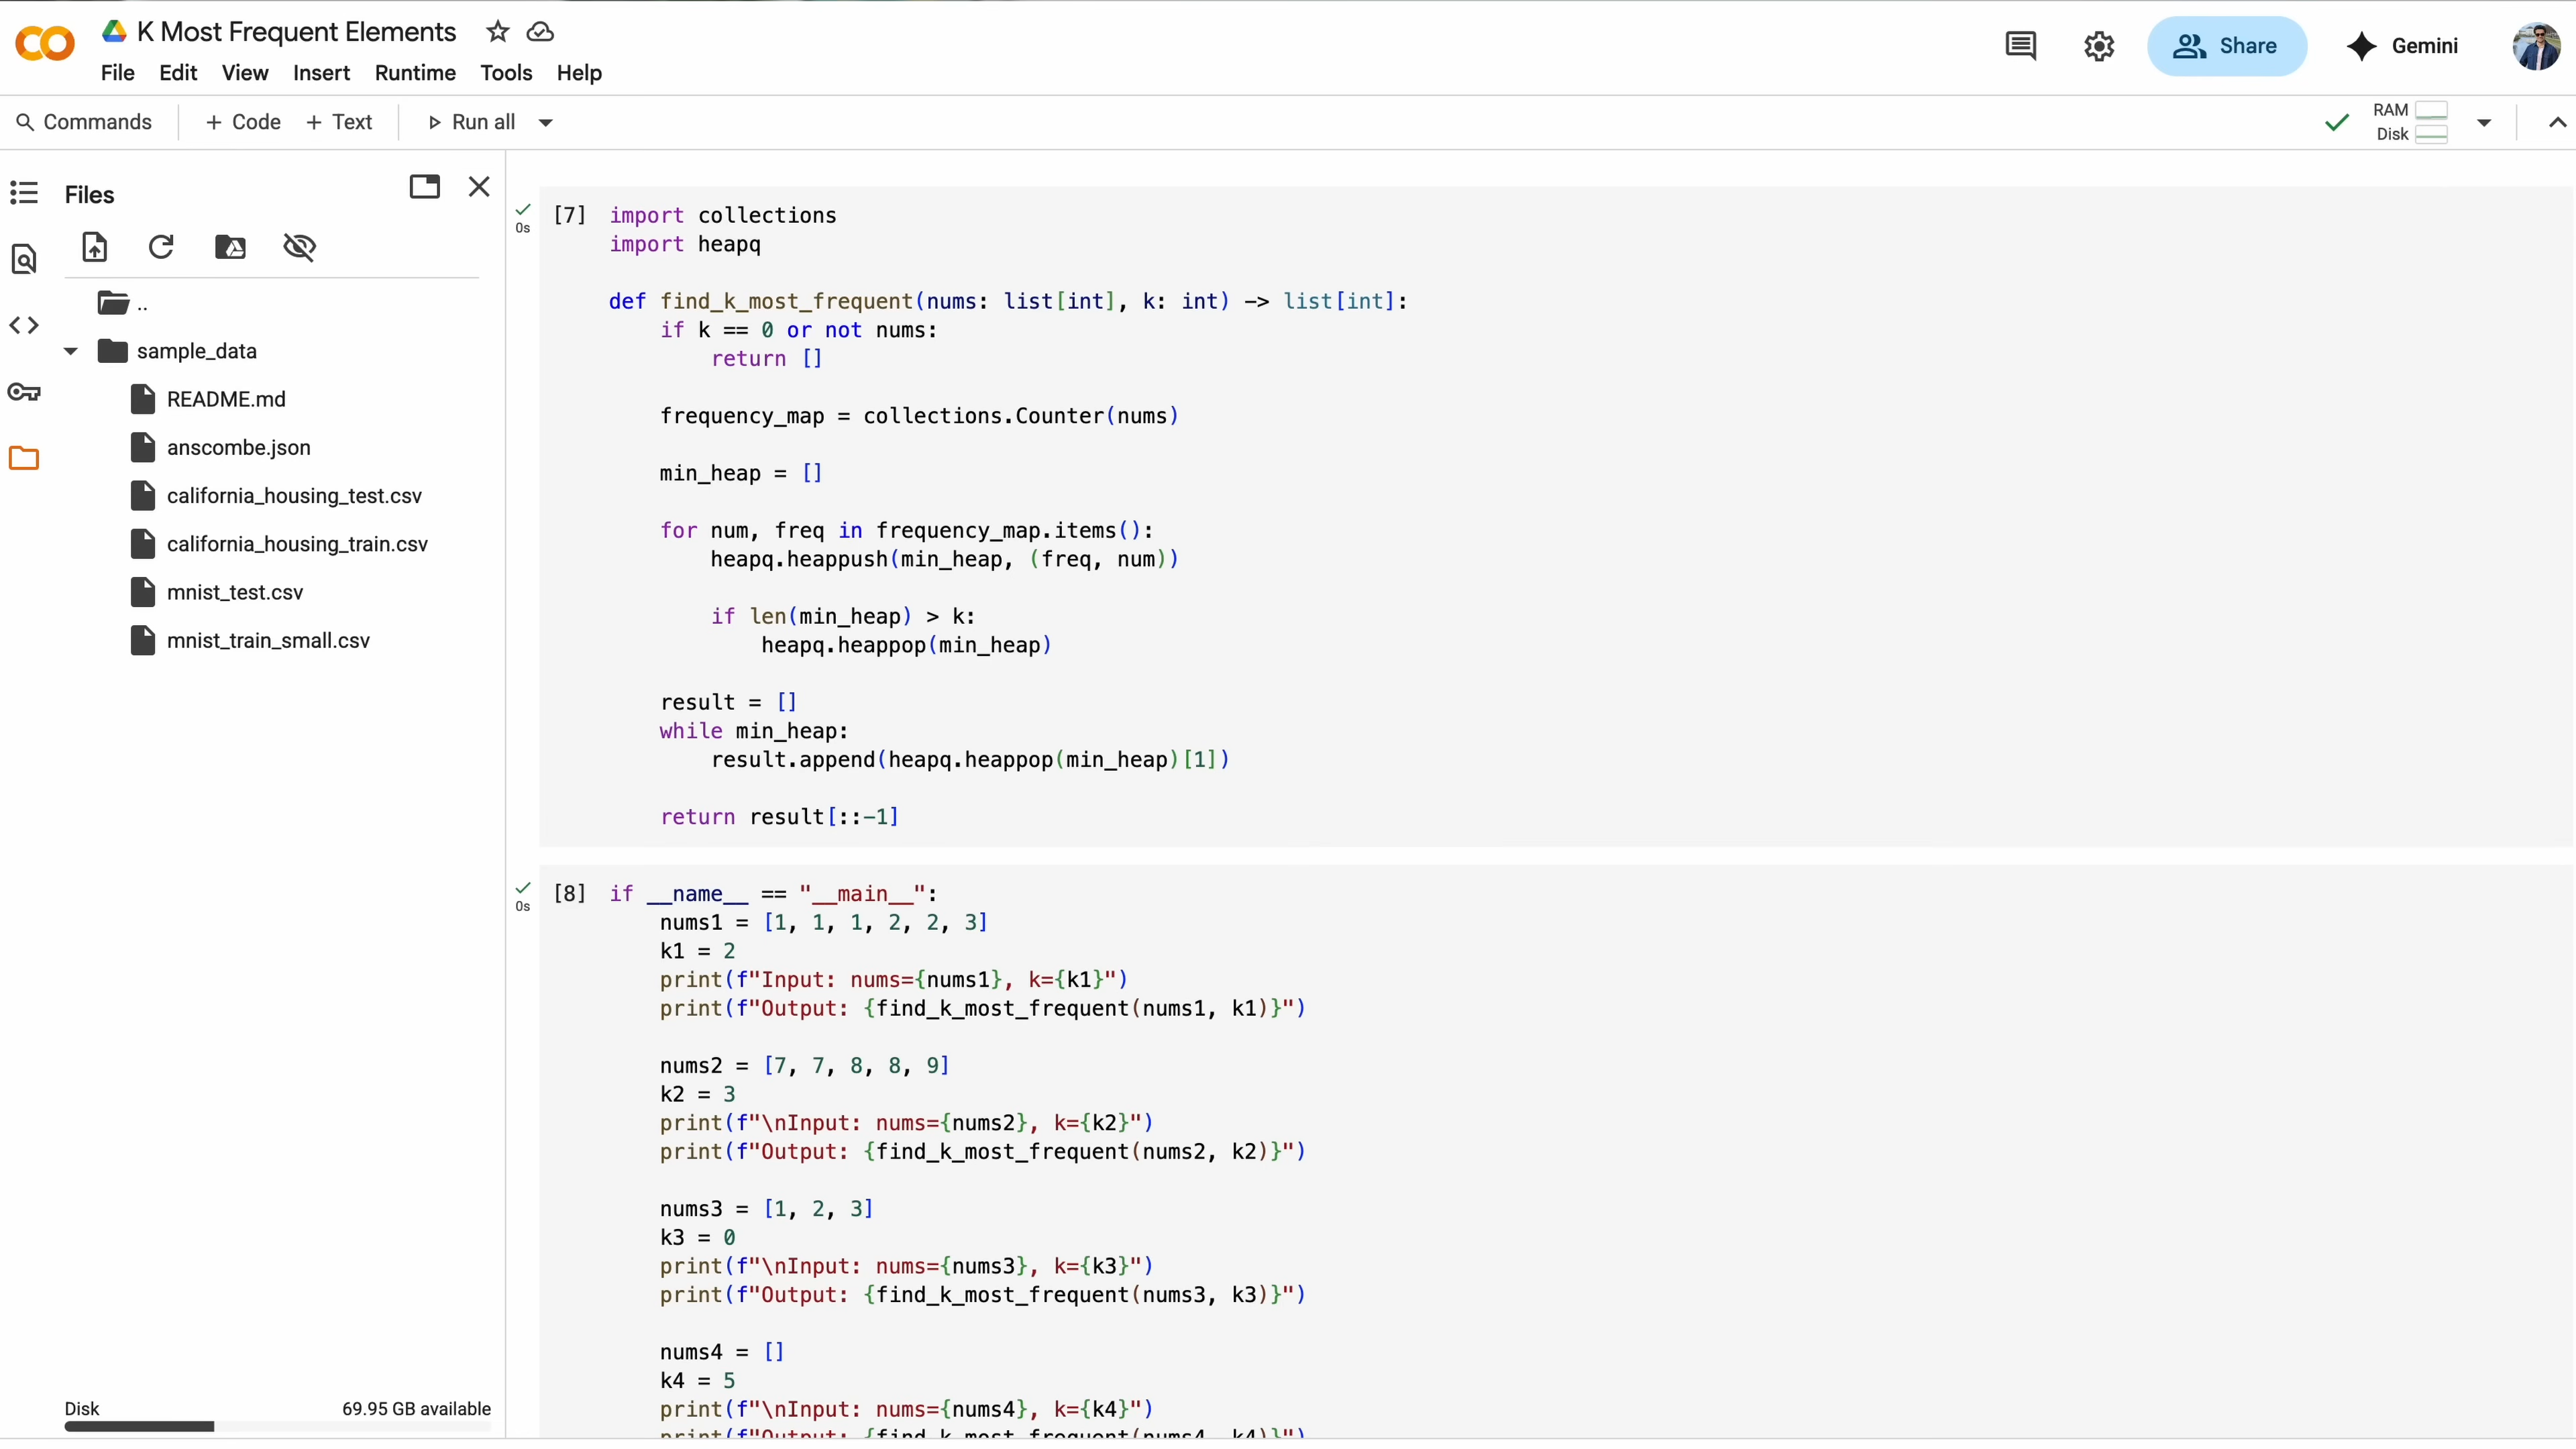 K Most Frequent Elements
File Edit View Insert Runtime Tools Help
Share
Gemini
Commands + Code + Text Run all
RAM
Disk
Files
..
sample_data
README.md
anscombe.json
california_housing_test.csv
california_housing_train.csv
mnist_test.csv
mnist_train_small.csv
Disk 69.95 GB available
0s
[7] import collections
import heapq
def find_k_most_frequent(nums: list[int], k: int) -> list[int]:
    if k == 0 or not nums:
        return []
    frequency_map = collections.Counter(nums)
    min_heap = []
    for num, freq in frequency_map.items():
        heapq.heappush(min_heap, (freq, num))
        if len(min_heap) > k:
            heapq.heappop(min_heap)
    result = []
    while min_heap:
        result.append(heapq.heappop(min_heap)[1])
    return result[::-1]
0s
[8] if __name__ == "__main__":
    nums1 = [1, 1, 1, 2, 2, 3]
    k1 = 2
    print(f"Input: nums={nums1}, k={k1}")
    print(f"Output: {find_k_most_frequent(nums1, k1)}")
    nums2 = [7, 7, 8, 8, 9]
    k2 = 3
    print(f"\nInput: nums={nums2}, k={k2}")
    print(f"Output: {find_k_most_frequent(nums2, k2)}")
    nums3 = [1, 2, 3]
    k3 = 0
    print(f"\nInput: nums={nums3}, k={k3}")
    print(f"Output: {find_k_most_frequent(nums3, k3)}")
    nums4 = []
    k4 = 5
    print(f"\nInput: nums={nums4}, k={k4}")
    print(f"Output: {find_k_most_frequent(nums4, k4)}")